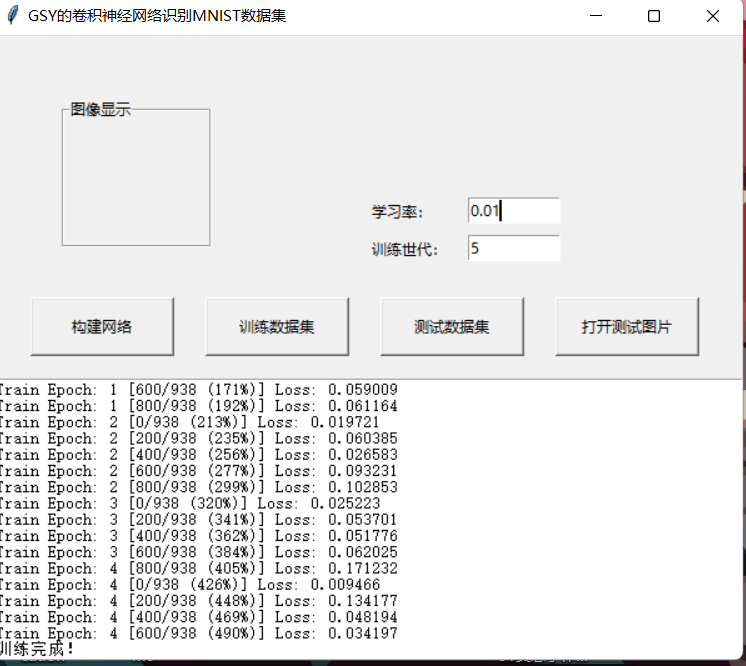 GSY的卷积神经网络识别MNIST数据集
图像显示
学习率： 0.01
训练世代： 5
构建网络 训练数据集 测试数据集 打开测试图片
Train Epoch: 1 [600/938 (171%)] Loss: 0.059009
Train Epoch: 1 [800/938 (192%)] Loss: 0.061164
Train Epoch: 2 [0/938 (213%)] Loss: 0.019721
Train Epoch: 2 [200/938 (235%)] Loss: 0.060385
Train Epoch: 2 [400/938 (256%)] Loss: 0.026583
Train Epoch: 2 [600/938 (277%)] Loss: 0.093231
Train Epoch: 2 [800/938 (299%)] Loss: 0.102853
Train Epoch: 3 [0/938 (320%)] Loss: 0.025223
Train Epoch: 3 [200/938 (341%)] Loss: 0.053701
Train Epoch: 3 [400/938 (362%)] Loss: 0.051776
Train Epoch: 3 [600/938 (384%)] Loss: 0.062025
Train Epoch: 4 [800/938 (405%)] Loss: 0.171232
Train Epoch: 4 [0/938 (426%)] Loss: 0.009466
Train Epoch: 4 [200/938 (448%)] Loss: 0.134177
Train Epoch: 4 [400/938 (469%)] Loss: 0.048194
Train Epoch: 4 [600/938 (490%)] Loss: 0.034197
训练完成！